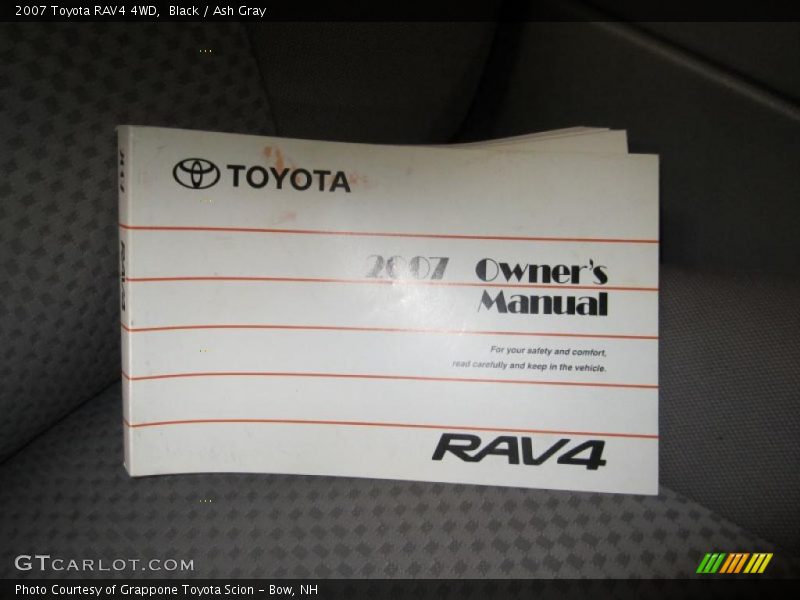 2007 Toyota RAV4 4WD,  Black / Ash Gray
TOYOTA
2007 Owner's
Manual
For your safety and comfort,
read carefully and keep in the vehicle.
RAV4
RAV4
GTCARLOT.COM
Photo Courtesy of Grappone Toyota Scion - Bow, NH